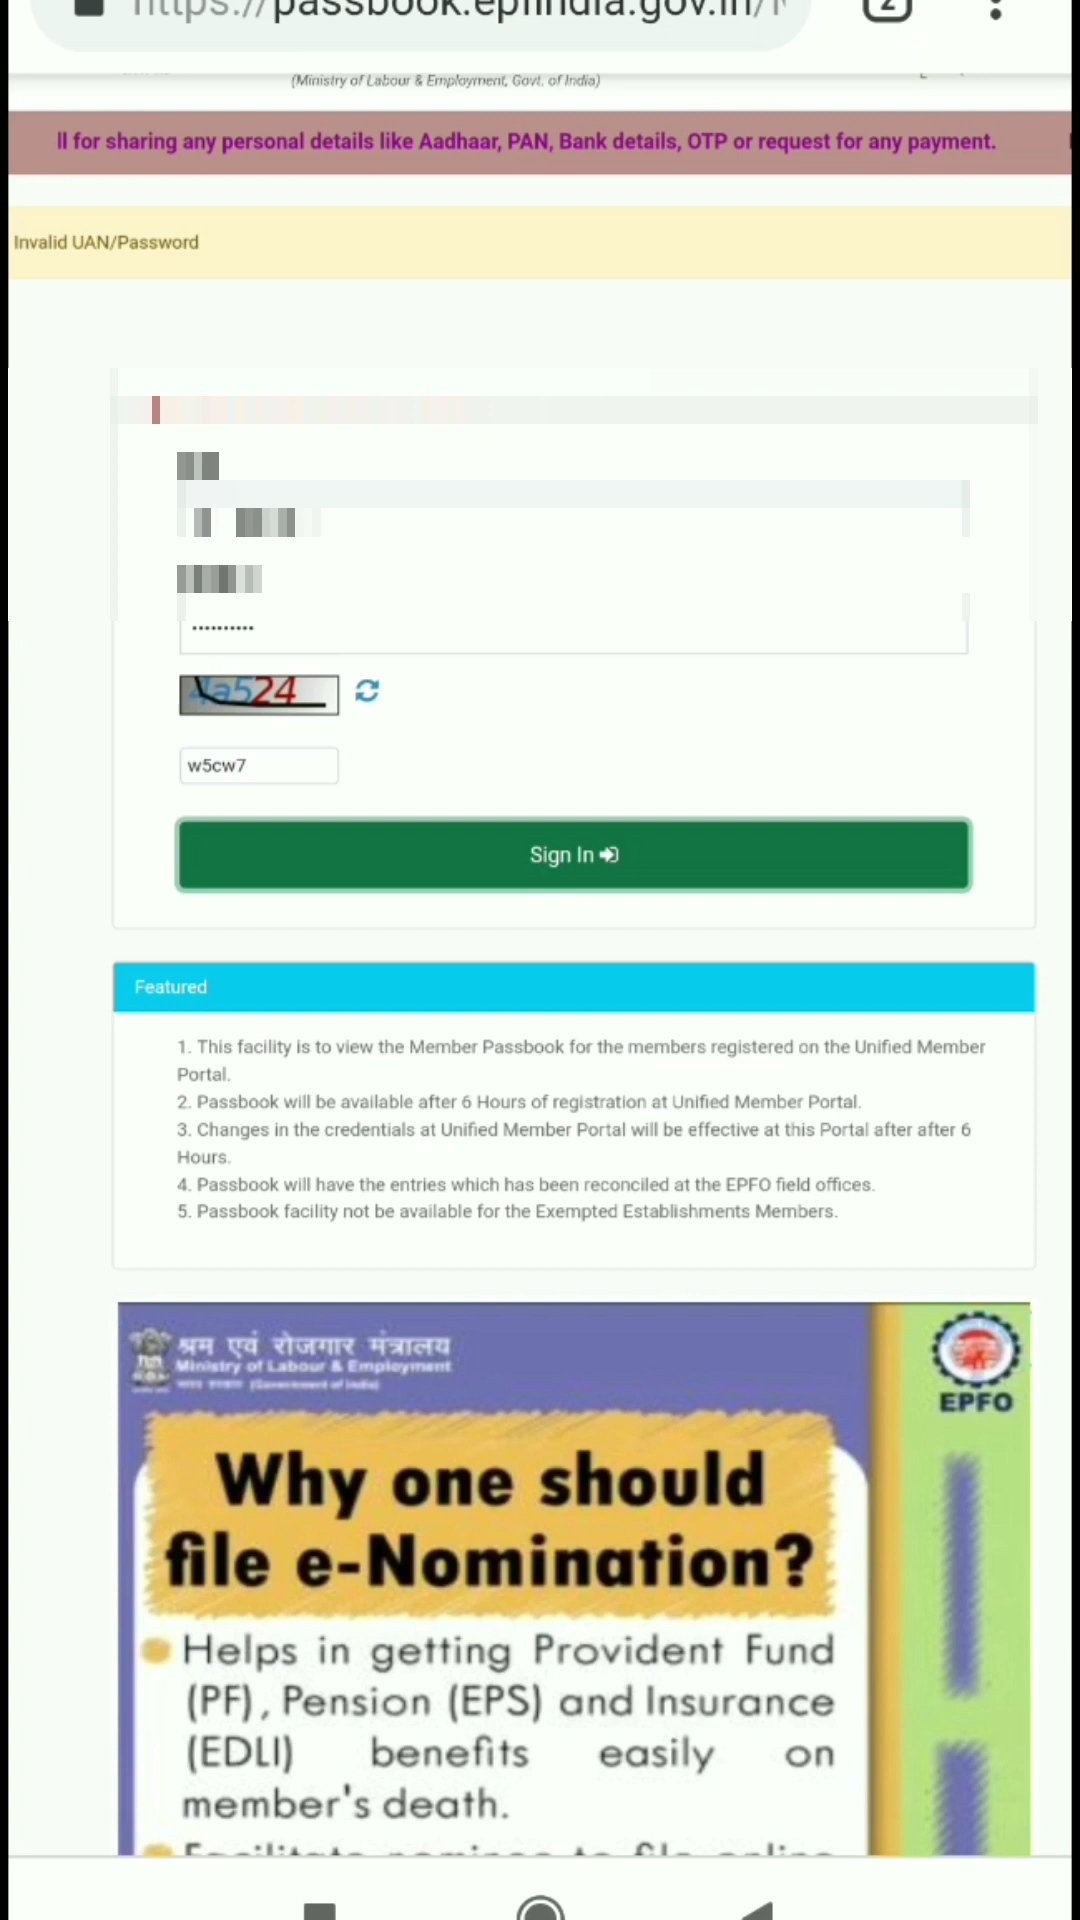 (Ministry of Labour & Employment, Govt. of India)
ll for sharing any personal details like Aadhaar, PAN, Bank details, OTP or request for any payment.
Invalid UAN/Password
••••••••••
4a524
w5cw7
Sign In
Featured
1. This facility is to view the Member Passbook for the members registered on the Unified Member
Portal.
2. Passbook will be available after 6 Hours of registration at Unified Member Portal.
3. Changes in the credentials at Unified Member Portal will be effective at this Portal after after 6
Hours.
4. Passbook will have the entries which has been reconciled at the EPFO field offices.
5. Passbook facility not be available for the Exempted Establishments Members.
श्रम एवं रोजगार मंत्रालय
Ministry of Labour & Employment
भारत सरकार (Government of India)
EPFO
Why one should
file e-Nomination?
Helps in getting Provident Fund
(PF), Pension (EPS) and Insurance
(EDLI) benefits easily on
member's death.